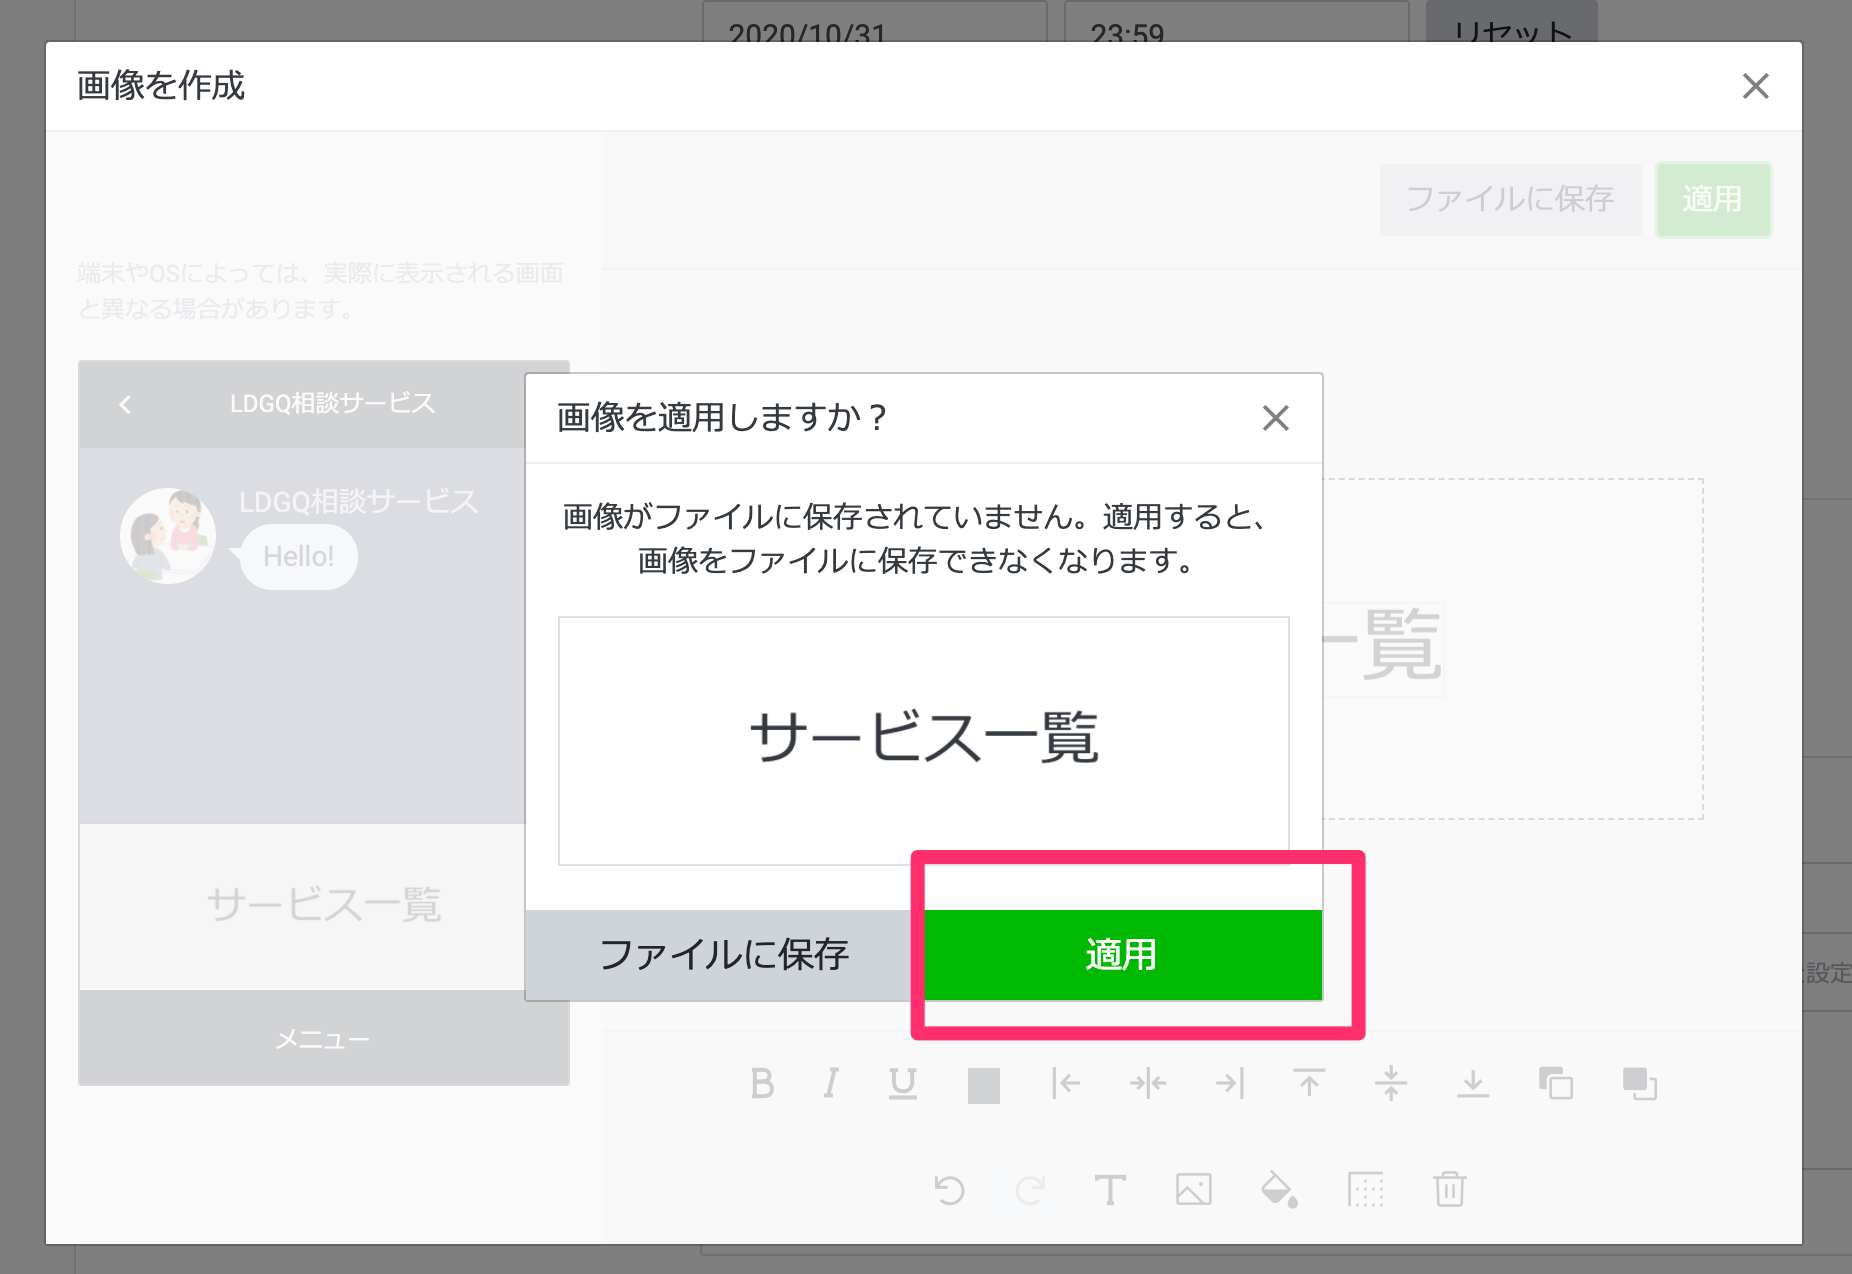 2020/10/31 23:59 リセット
画像を作成
ファイルに保存 適用
端末やOSによっては、実際に表示される画面
と異なる場合があります。
LDGQ相談サービス
LDGQ相談サービス
Hello!
サービス一覧
メニュー
画像を適用しますか？
画像がファイルに保存されていません。適用すると、
画像をファイルに保存できなくなります。
サービス一覧
ファイルに保存 適用
一覧
設定
B I U
T